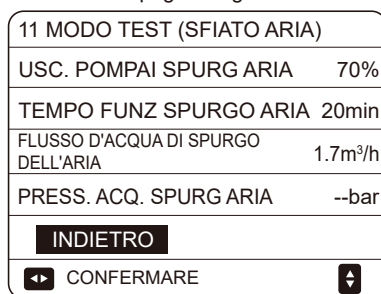 11 MODO TEST (SFIATO ARIA)
USC. POMPAI SPURG ARIA 70%
TEMPO FUNZ SPURGO ARIA 20min
FLUSSO D'ACQUA DI SPURGO
DELL'ARIA 1.7m³/h
PRESS. ACQ. SPURG ARIA --bar
INDIETRO
CONFERMARE